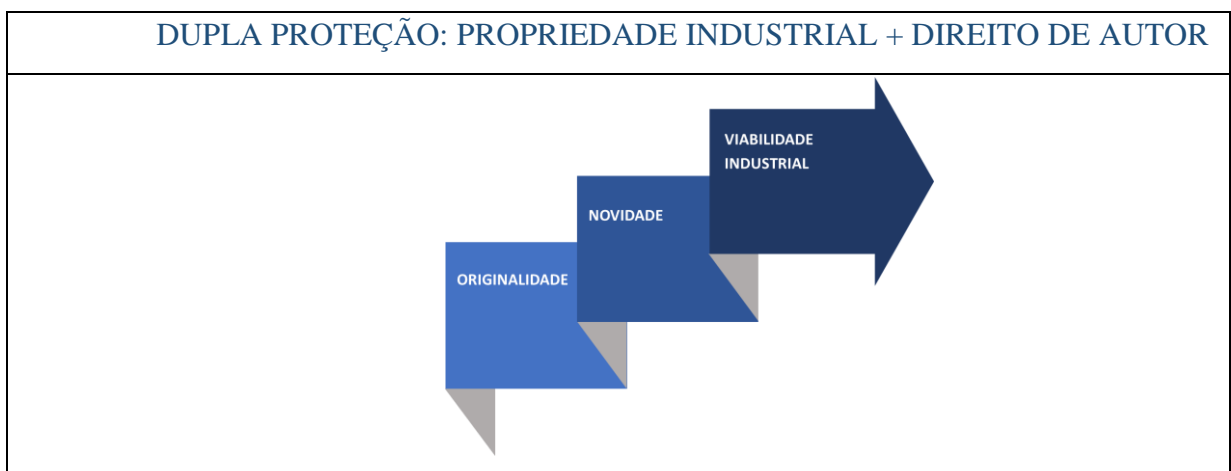 DUPLA PROTEÇÃO: PROPRIEDADE INDUSTRIAL + DIREITO DE AUTOR
VIABILIDADE
INDUSTRIAL
NOVIDADE
ORIGINALIDADE